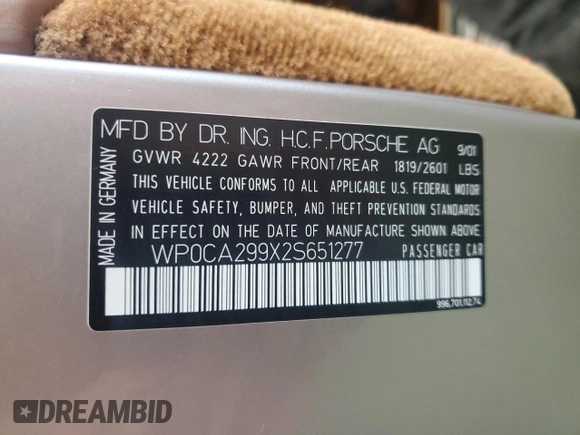 MFD BY DR. ING. H.C.F.PORSCHE AG 9/01
GVWR 4222 GAWR FRONT/REAR 1819/2601 LBS
THIS VEHICLE CONFORMS TO ALL APPLICABLE U.S. FEDERAL MOTOR
VEHICLE SAFETY, BUMPER, AND THEFT PREVENTION STANDARDS
IN EFFECT ON THE DATE OF MANUFACTURE SHOWN ABOVE.
WP0CA299X2S651277 PASSENGER CAR
996.701.112.74
MADE IN GERMANY
DREAMBID